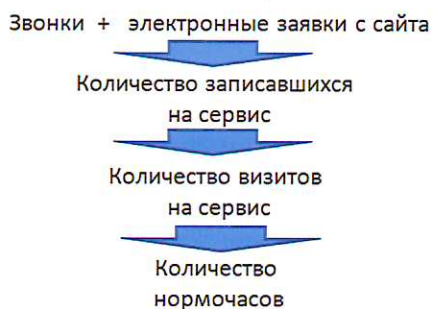 Звонки + электронные заявки с сайта
Количество записавшихся
на сервис
Количество визитов
на сервис
Количество
нормочасов